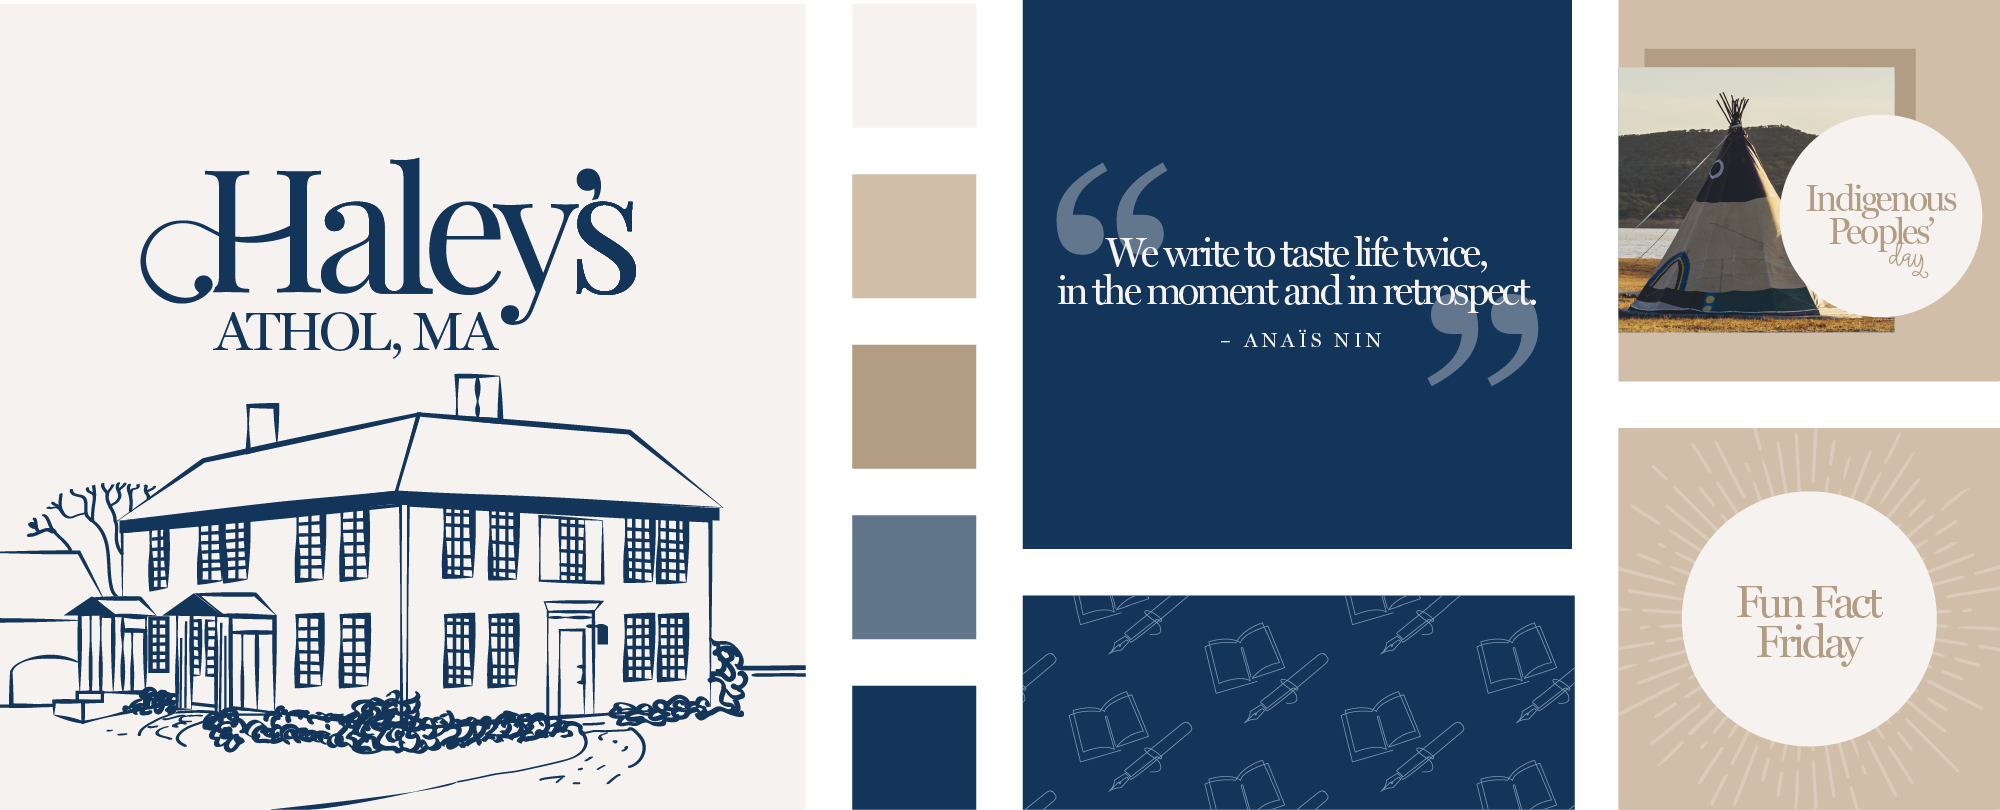 Haley's
ATHOL, MA
“We write to taste life twice,
in the moment and in retrospect.”
– ANAÏS NIN
Indigenous
Peoples’
day
Fun Fact
Friday